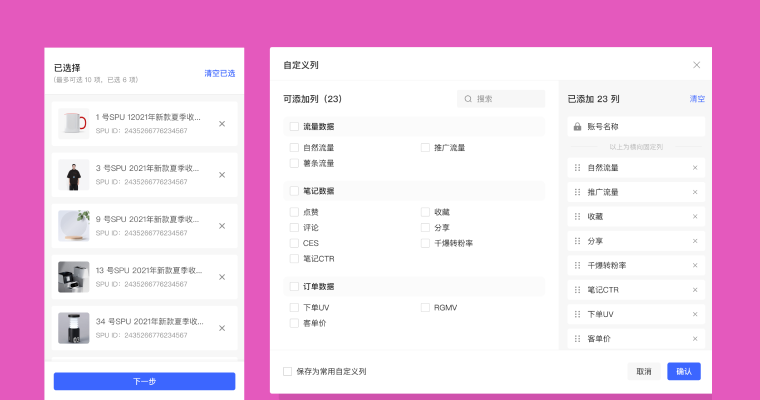 已选择
(最多可选 10 项, 已选 6 项)
清空已选
1 号SPU 12021年新款夏季收...
SPU ID: 2435266776234567
3 号SPU 2021年新款夏季收...
SPU ID: 2435266776234567
9 号SPU 2021年新款夏季收...
SPU ID: 2435266776234567
13 号SPU 2021年新款夏季收...
SPU ID: 2435266776234567
34 号SPU 2021年新款夏季收...
SPU ID: 2435266776234567
下一步
自定义列
可添加列（23）
搜索
流量数据
自然流量
推广流量
薯条流量
笔记数据
点赞
收藏
评论
分享
CES
千爆转粉率
笔记CTR
订单数据
下单UV
RGMV
客单价
已添加 23 列
清空
账号名称
以上为横向固定列
自然流量
推广流量
收藏
分享
千爆转粉率
笔记CTR
下单UV
客单价
保存为常用自定义列
取消
确认